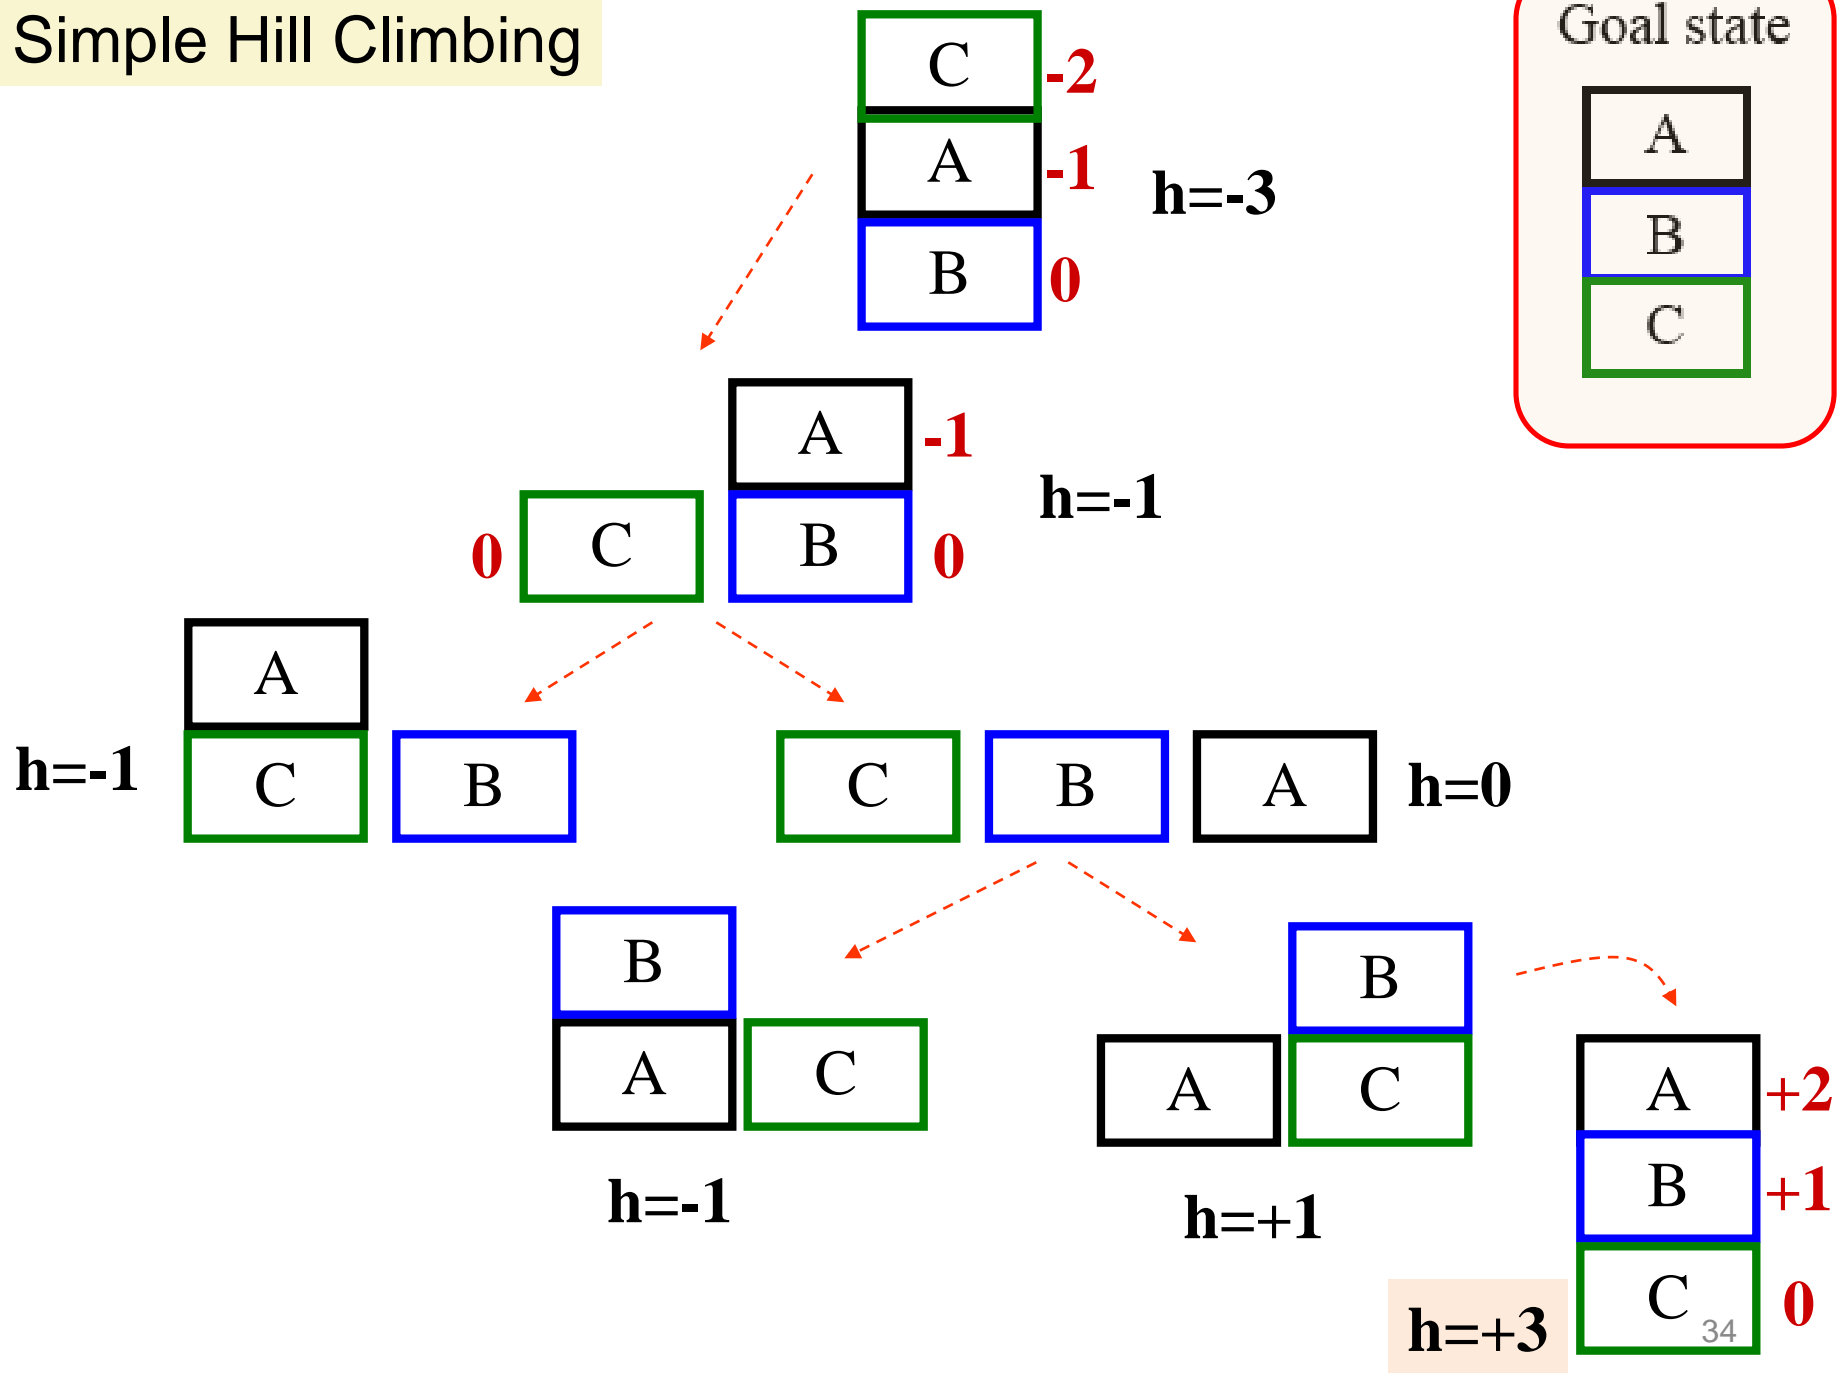 Simple Hill Climbing
Goal state
A
B
C
C -2
A -1
B 0
h=-3
A -1
0 C B 0
h=-1
A
C B
h=-1
C B A h=0
B
A C
h=-1
B
A C
h=+1
A +2
B +1
C 0
h=+3
34